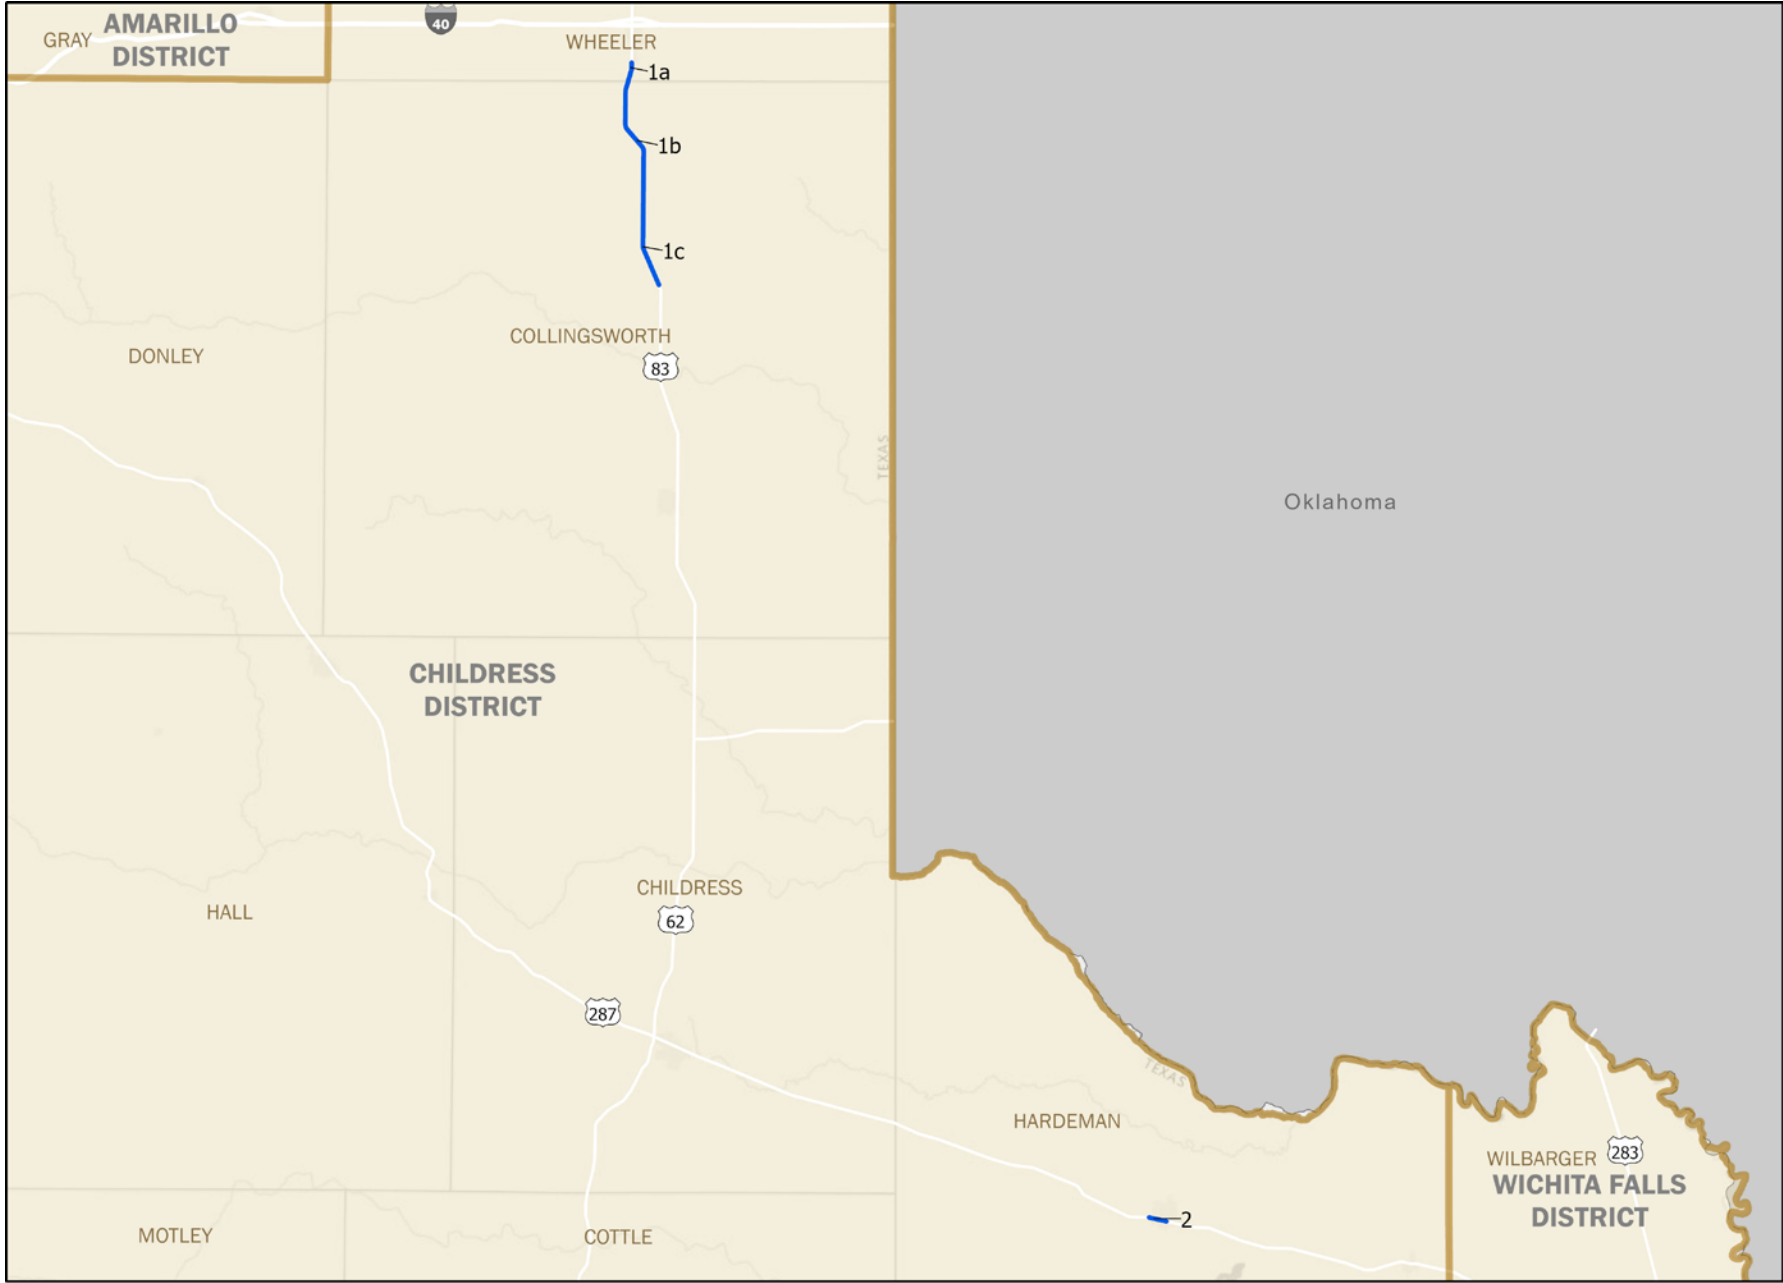 AMARILLO
DISTRICT
GRAY
40
WHEELER
1a
1b
1c
COLLINGSWORTH
DONLEY
83
TEXAS
Oklahoma
CHILDRESS
DISTRICT
CHILDRESS
HALL
62
287
TEXAS
HARDEMAN
WILBARGER
283
WICHITA FALLS
DISTRICT
2
MOTLEY
COTTLE